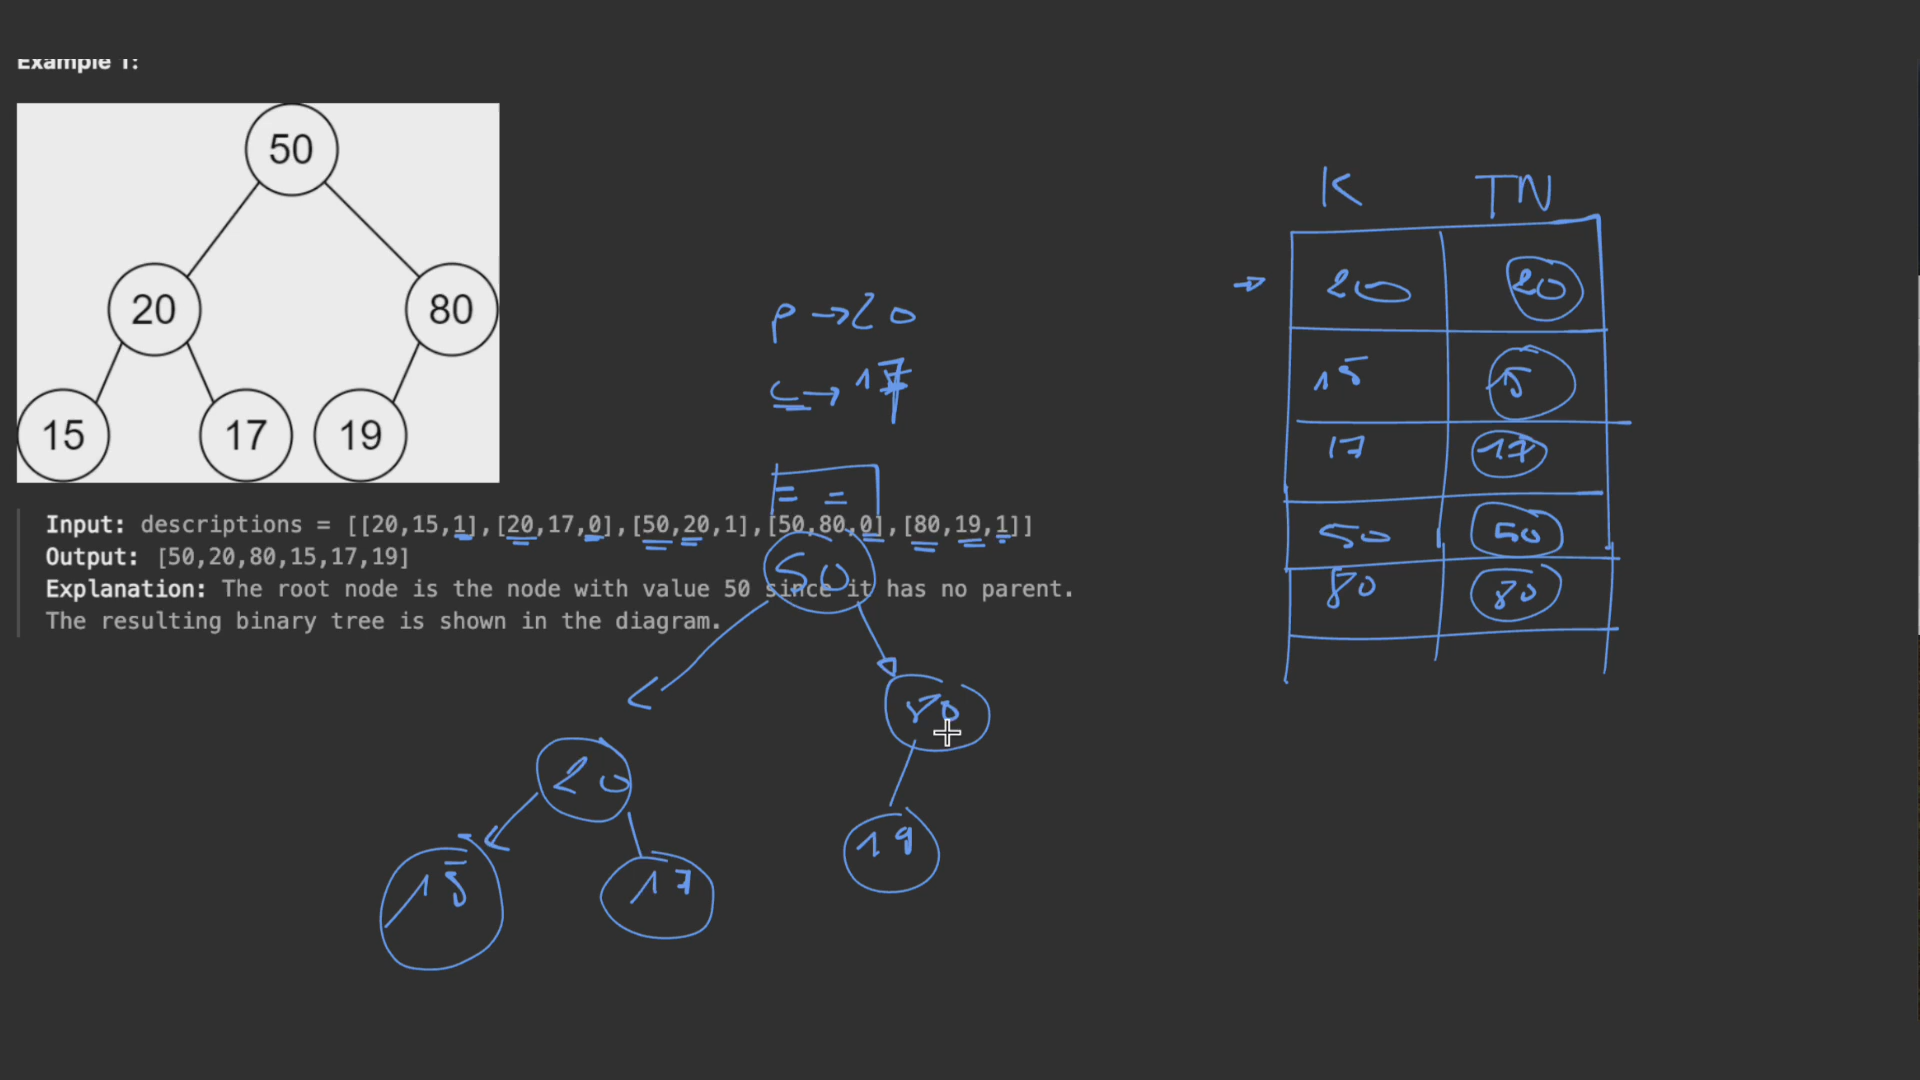 Example 1:
50
20 80
15 17 19
Input: descriptions = [[20,15,1],[20,17,0],[50,20,1],[50,80,0],[80,19,1]]
Output: [50,20,80,15,17,19]
Explanation: The root node is the node with value 50 since it has no parent.
The resulting binary tree is shown in the diagram.
P → 20
C → 17
= =
50
80
20
19
15 17
K TN
→ 20 20
15 15
17 17
50 50
80 80